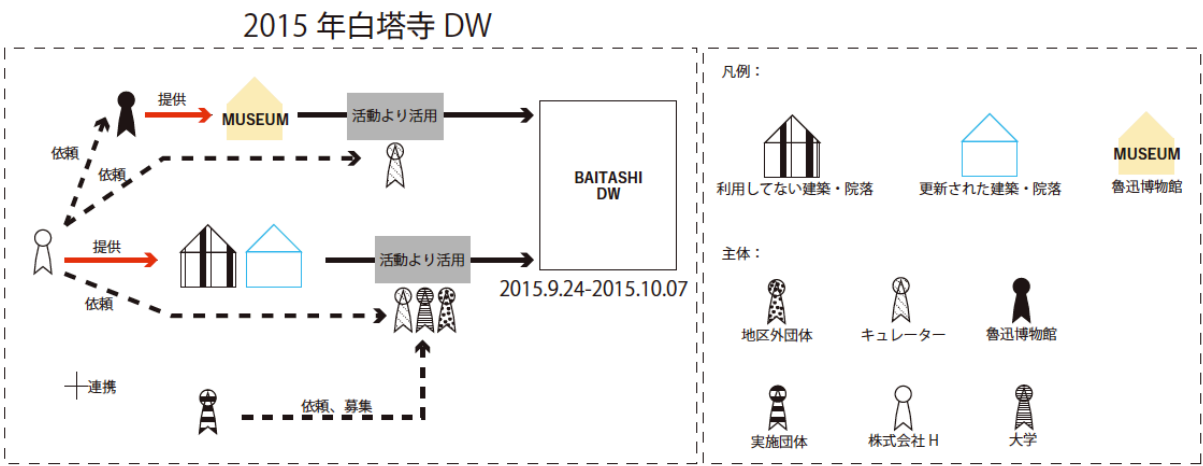 2015 年白塔寺 DW
提供
MUSEUM
活動より活用
依頼
依頼
BAITASHI
DW
提供
活動より活用
依頼
2015.9.24-2015.10.07
連携
依頼、募集
凡例：
MUSEUM
利用してない建築・院落
更新された建築・院落
魯迅博物館
主体：
地区外団体
キュレーター
魯迅博物館
実施団体
株式会社 H
大学